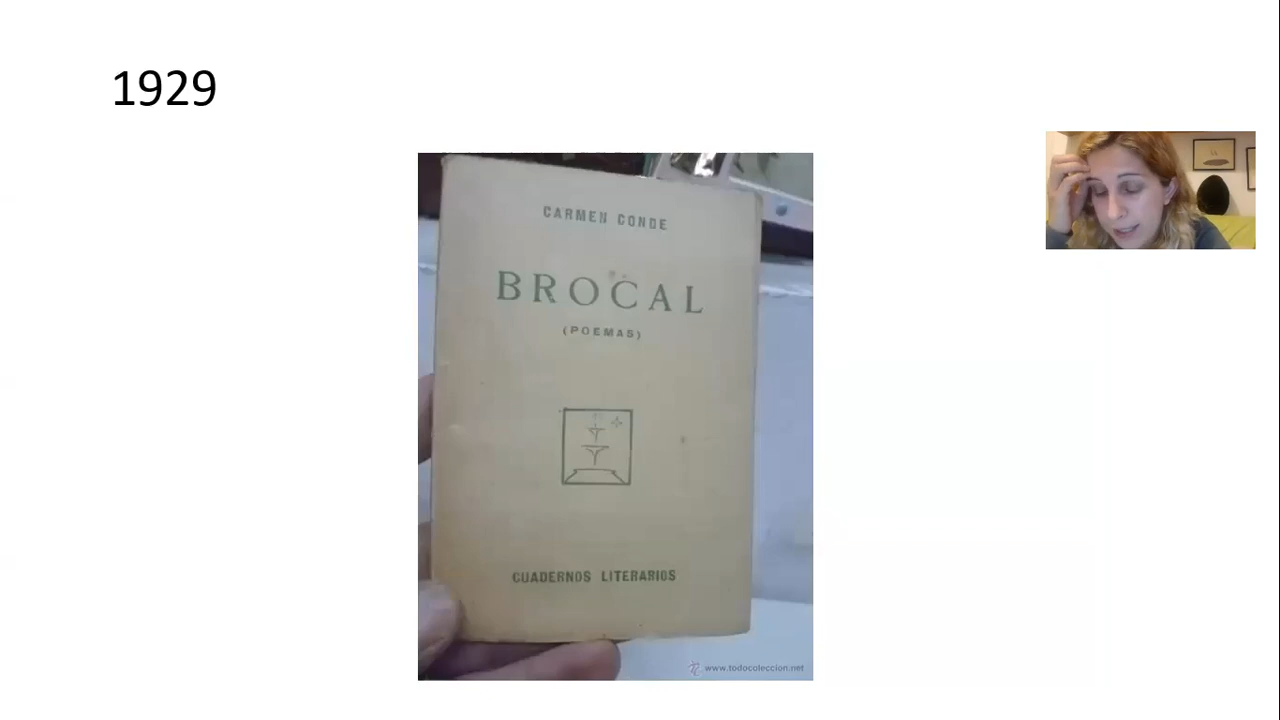 1929
CARMEN CONDE
BROCAL
(POEMAS)
CUADERNOS LITERARIOS
www.todocoleccion.net